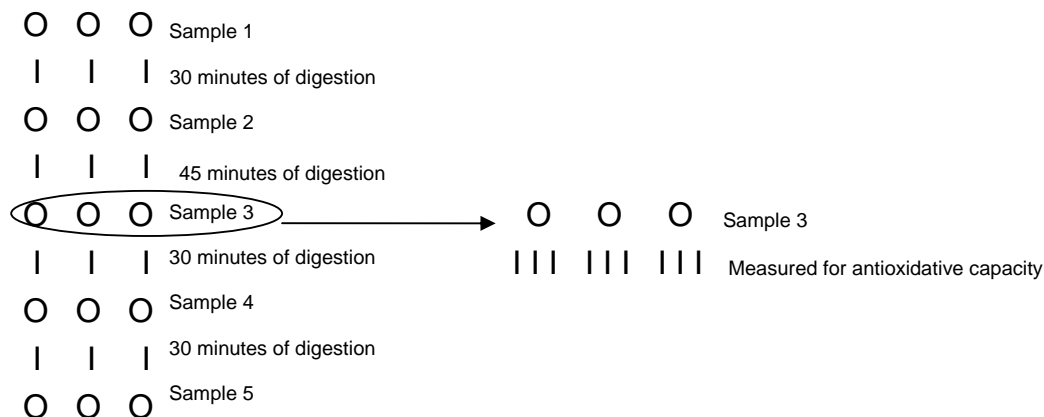 O O O Sample 1
I I I 30 minutes of digestion
O O O Sample 2
I I I 45 minutes of digestion
O O O Sample 3
I I I 30 minutes of digestion
O O O Sample 4
I I I 30 minutes of digestion
O O O Sample 5
O O O Sample 3
I I I I I I I I I Measured for antioxidative capacity